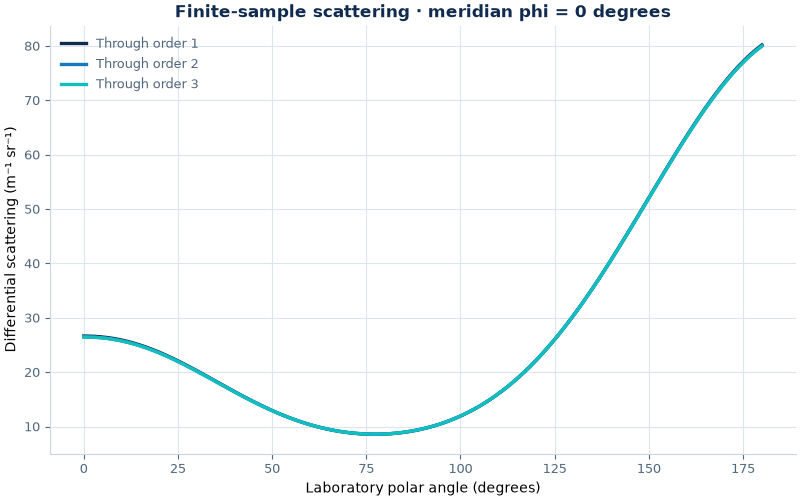 Finite-sample scattering · meridian phi = 0 degrees
Through order 1
Through order 2
Through order 3
Differential scattering (m⁻¹ sr⁻¹)
80
70
60
50
40
30
20
10
0 25 50 75 100 125 150 175
Laboratory polar angle (degrees)